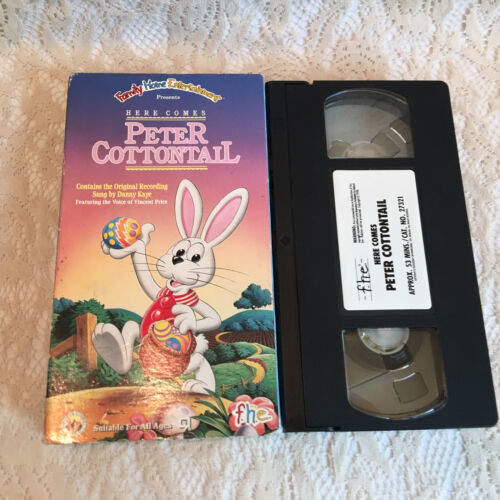 Family Home Entertainment
Presents
HERE COMES
PETER
COTTONTAIL
Contains the Original Recording
Sung by Danny Kaye
Featuring the Voice of Vincent Price
Suitable For All Ages
f.h.e.
f.h.e.
HERE COMES
PETER COTTONTAIL
APPROX. 53 MINS./CAT. NO. 27321
WARNING: